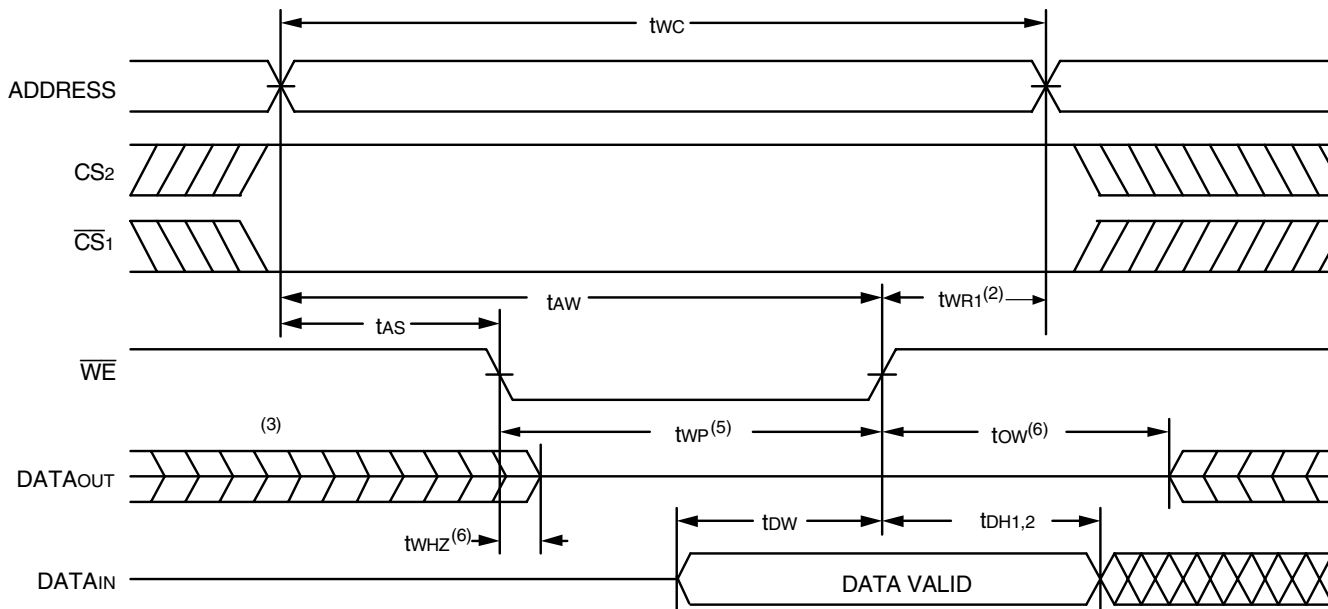 tWC
ADDRESS
CS2
CS1
tAW
tWR1(2)
tAS
WE
(3)
tWP(5)
tOW(6)
DATAOUT
tDW
tDH1,2
tWHZ(6)
DATAIN
DATA VALID